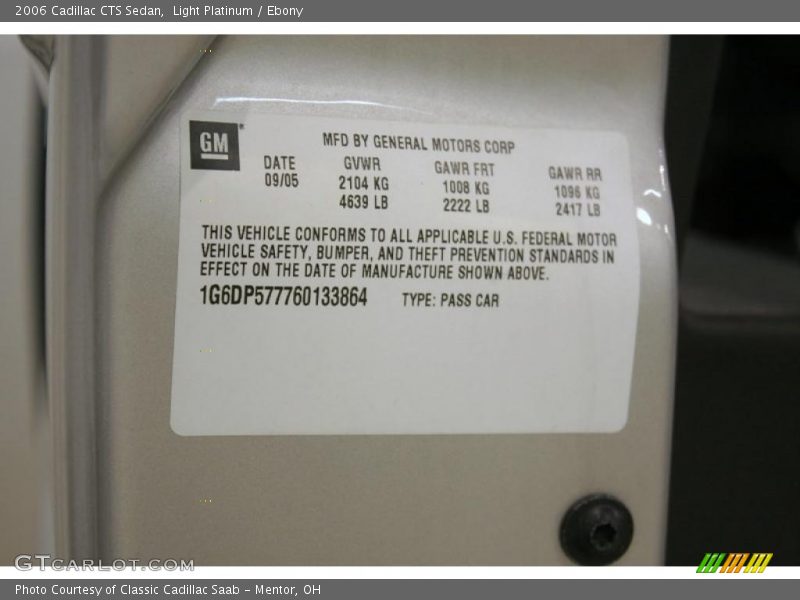 2006 Cadillac CTS Sedan, Light Platinum / Ebony
GM
MFD BY GENERAL MOTORS CORP
DATE GVWR GAWR FRT GAWR RR
09/05 2104 KG 1008 KG 1096 KG
4639 LB 2222 LB 2417 LB
THIS VEHICLE CONFORMS TO ALL APPLICABLE U.S. FEDERAL MOTOR
VEHICLE SAFETY, BUMPER, AND THEFT PREVENTION STANDARDS IN
EFFECT ON THE DATE OF MANUFACTURE SHOWN ABOVE.
1G6DP577760133864 TYPE: PASS CAR
GTCARLOT.COM
Photo Courtesy of Classic Cadillac Saab - Mentor, OH